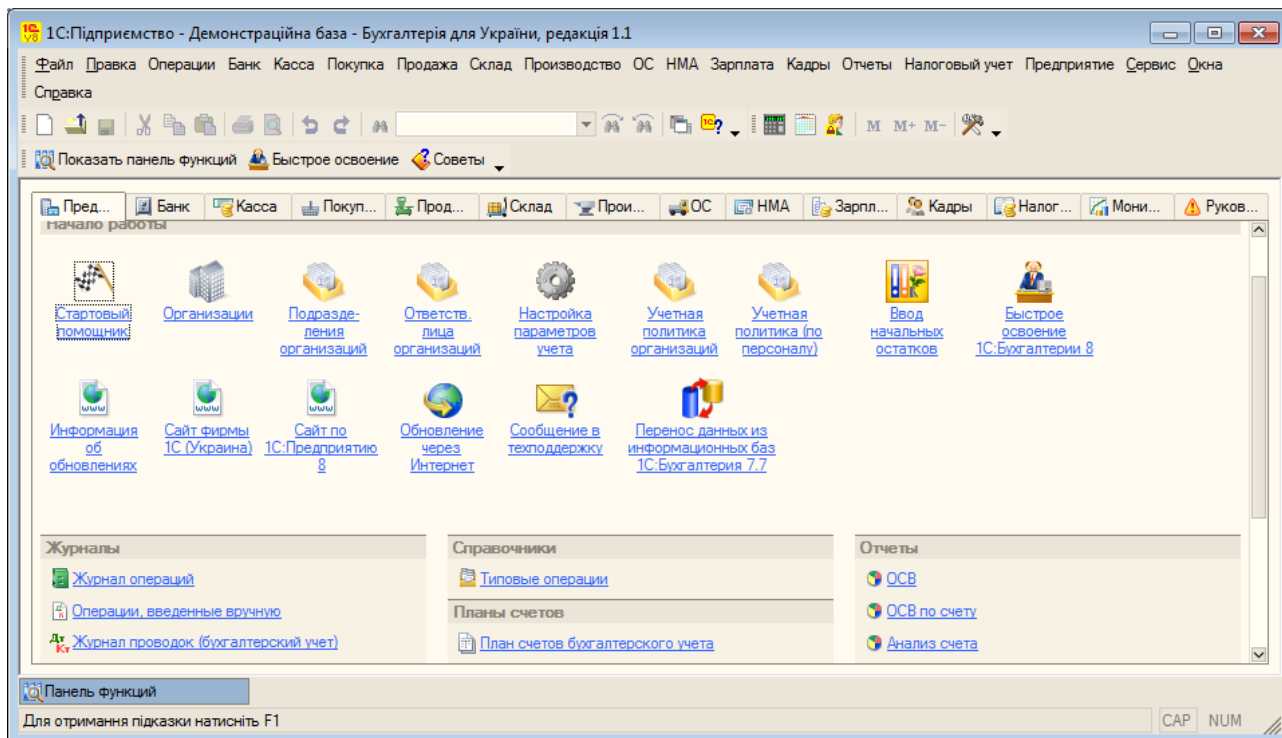 1С:Підприємство - Демонстраційна база - Бухгалтерія для України, редакція 1.1
Файл Правка Операции Банк Касса Покупка Продажа Склад Производство ОС НМА Зарплата Кадры Отчеты Налоговый учет Предприятие Сервис Окна
Справка
M M+ M-
Показать панель функций Быстрое освоение Советы
Пред... Банк Касса Покуп... Прод... Склад Прои... ОС НМА Зарпл... Кадры Налог... Мони... Руков...
Начало работы
Стартовый помощник
Организации
Подразде-
ления
организаций
Ответств.
лица
организаций
Настройка
параметров
учета
Учетная
политика
организаций
Учетная
политика (по
персоналу)
Ввод
начальных
остатков
Быстрое
освоение
1С:Бухгалтерии 8
Информация
об
обновлениях
Сайт фирмы
1С (Украина)
Сайт по
1С:Предприятию
8
Обновление
через
Интернет
Сообщение в
техподдержку
Перенос данных из
информационных баз
1С:Бухгалтерия 7.7
Журналы
Журнал операций
Операции, введенные вручную
Журнал проводок (бухгалтерский учет)
Справочники
Типовые операции
Планы счетов
План счетов бухгалтерского учета
Отчеты
ОСВ
ОСВ по счету
Анализ счета
Панель функций
Для отримання підказки натисніть F1
CAP NUM